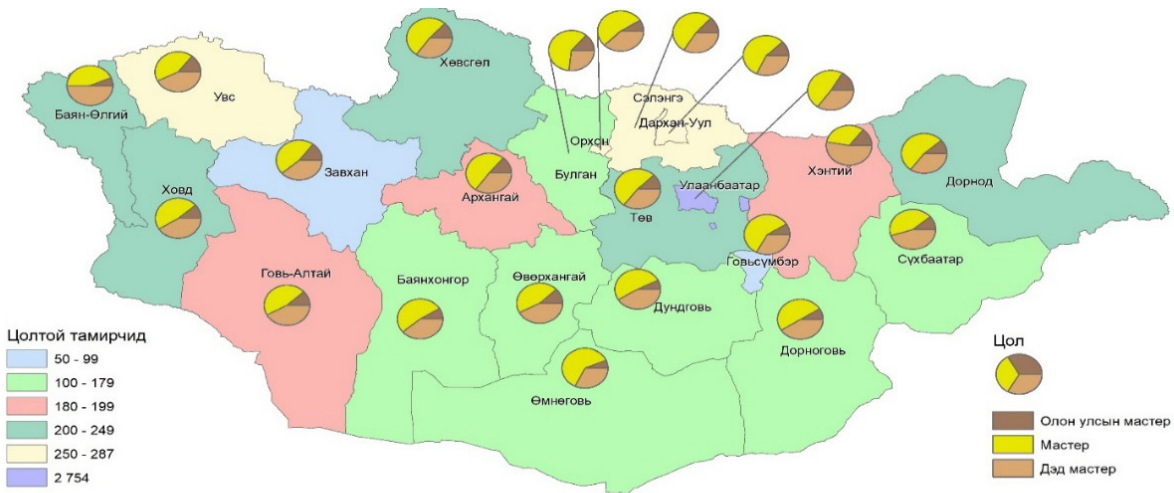 Хөвсгөл
Увс
Баян-Өлгий
Сэлэнгэ
Дархан-Уул
Орхон
Завхан
Булган
Архангай
Ховд
Улаанбаатар
Төв
Хэнтий
Дорнод
Говьсүмбэр
Сүхбаатар
Говь-Алтай
Баянхонгор
Өвөрхангай
Дундговь
Дорноговь
Өмнөговь
Цолтой тамирчид
50 - 99
100 - 179
180 - 199
200 - 249
250 - 287
2 754
Цол
Олон улсын мастер
Мастер
Дэд мастер